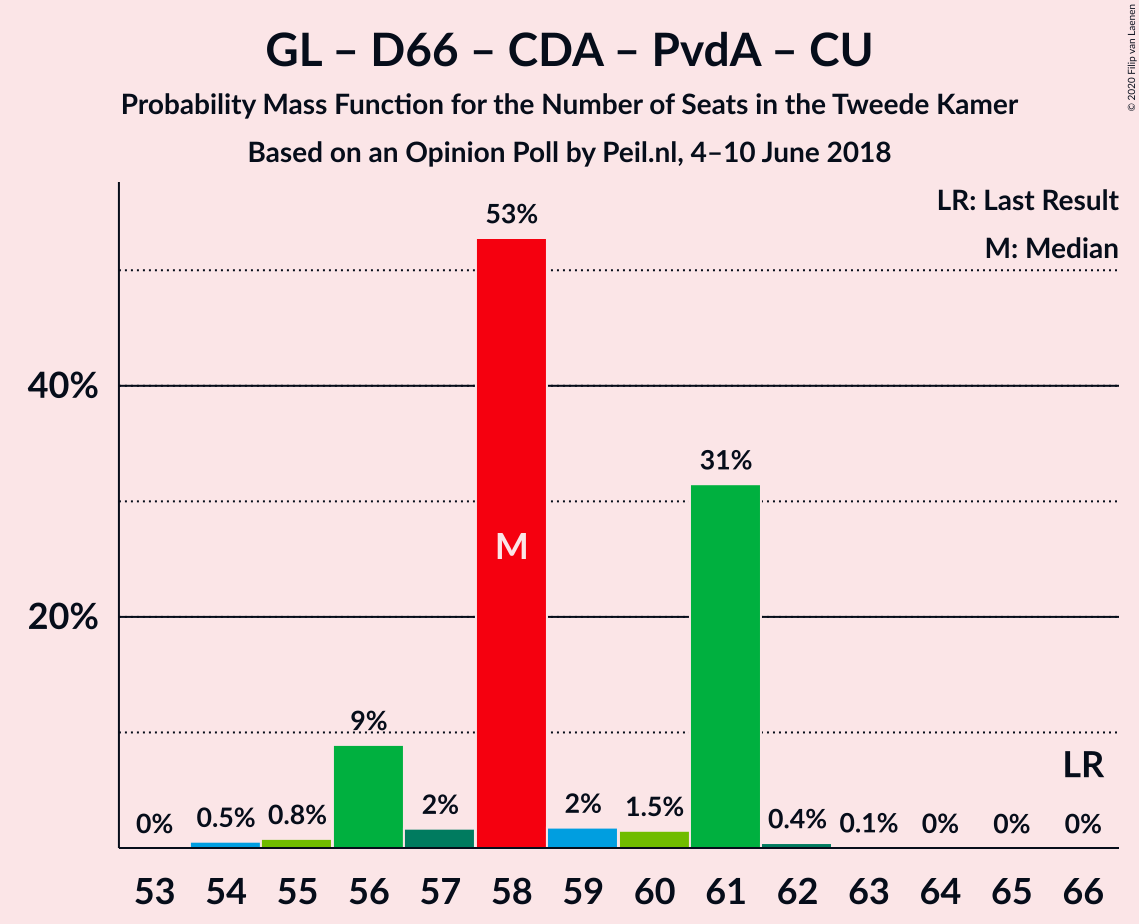 GL – D66 – CDA – PvdA – CU
Probability Mass Function for the Number of Seats in the Tweede Kamer
Based on an Opinion Poll by Peil.nl, 4–10 June 2018
© 2020 Filip van Laenen
LR: Last Result
M: Median
53%
40%
31%
M
20%
9%
LR
0%
0.5%
0.8%
2%
2%
1.5%
0.4%
0.1%
0%
0%
0%
53 54 55 56 57 58 59 60 61 62 63 64 65 66